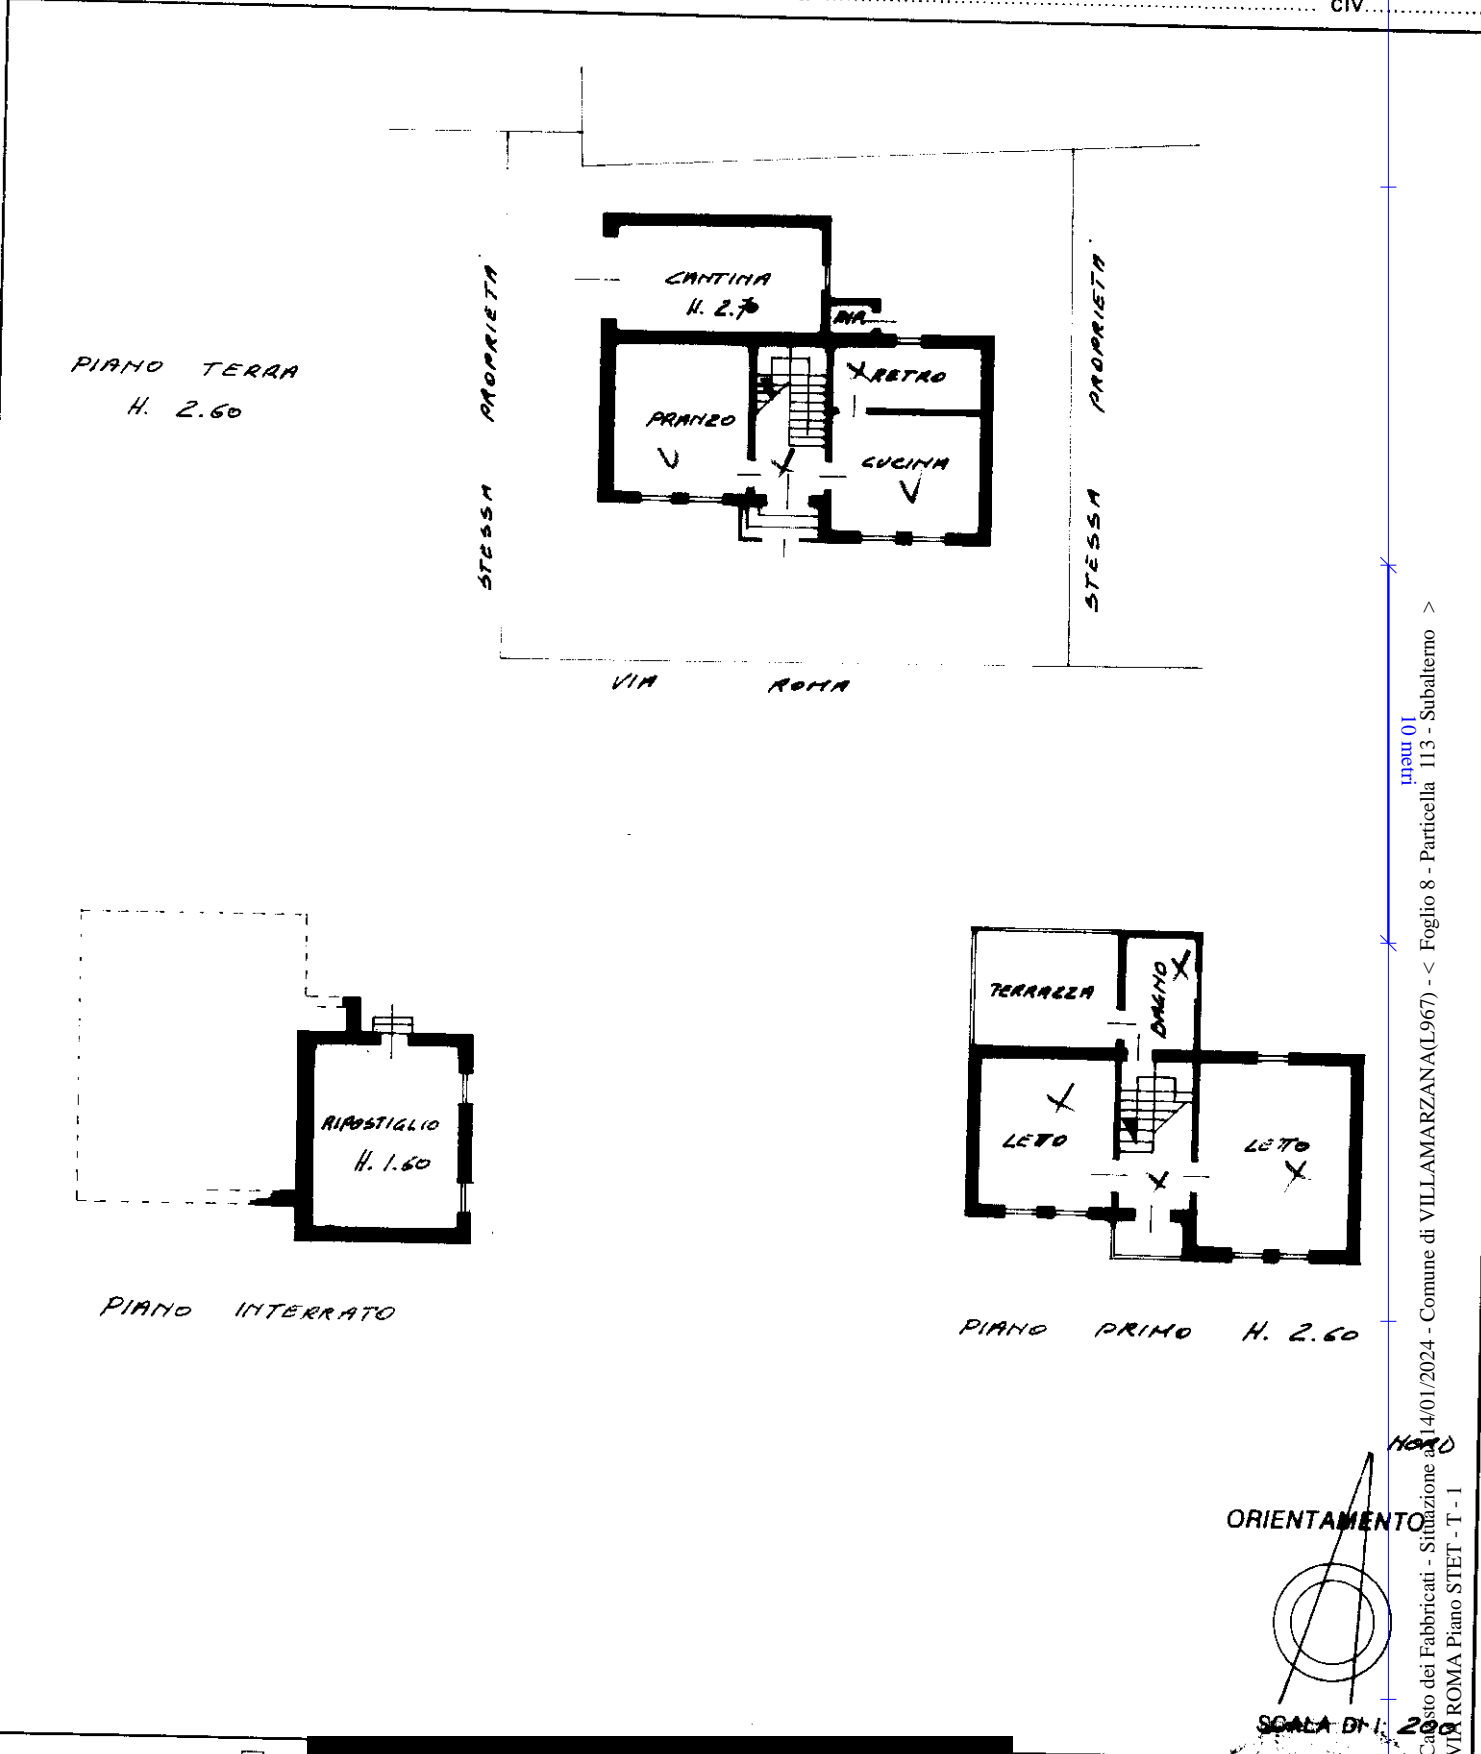 CIV.
CANTINA
H. 2.70
PIANO TERRA
H. 2.60
STESSA PROPRIETA'
RETRO
PRANZO
CUCINA
STESSA PROPRIETA'
VIA ROMA
10 metri
TERRAZZA
BAGNO
RIPOSTIGLIO
H. 1.60
LETTO
LETTO
PIANO INTERRATO
PIANO PRIMO H. 2.60
NORD
ORIENTAMENTO
SCALA DI 1: 200
Catasto dei Fabbricati - Situazione al 14/01/2024 - Comune di VILLAMARZANA(L967) - < Foglio 8 - Particella 113 - Subalterno >
VIA ROMA Piano STET - T - 1